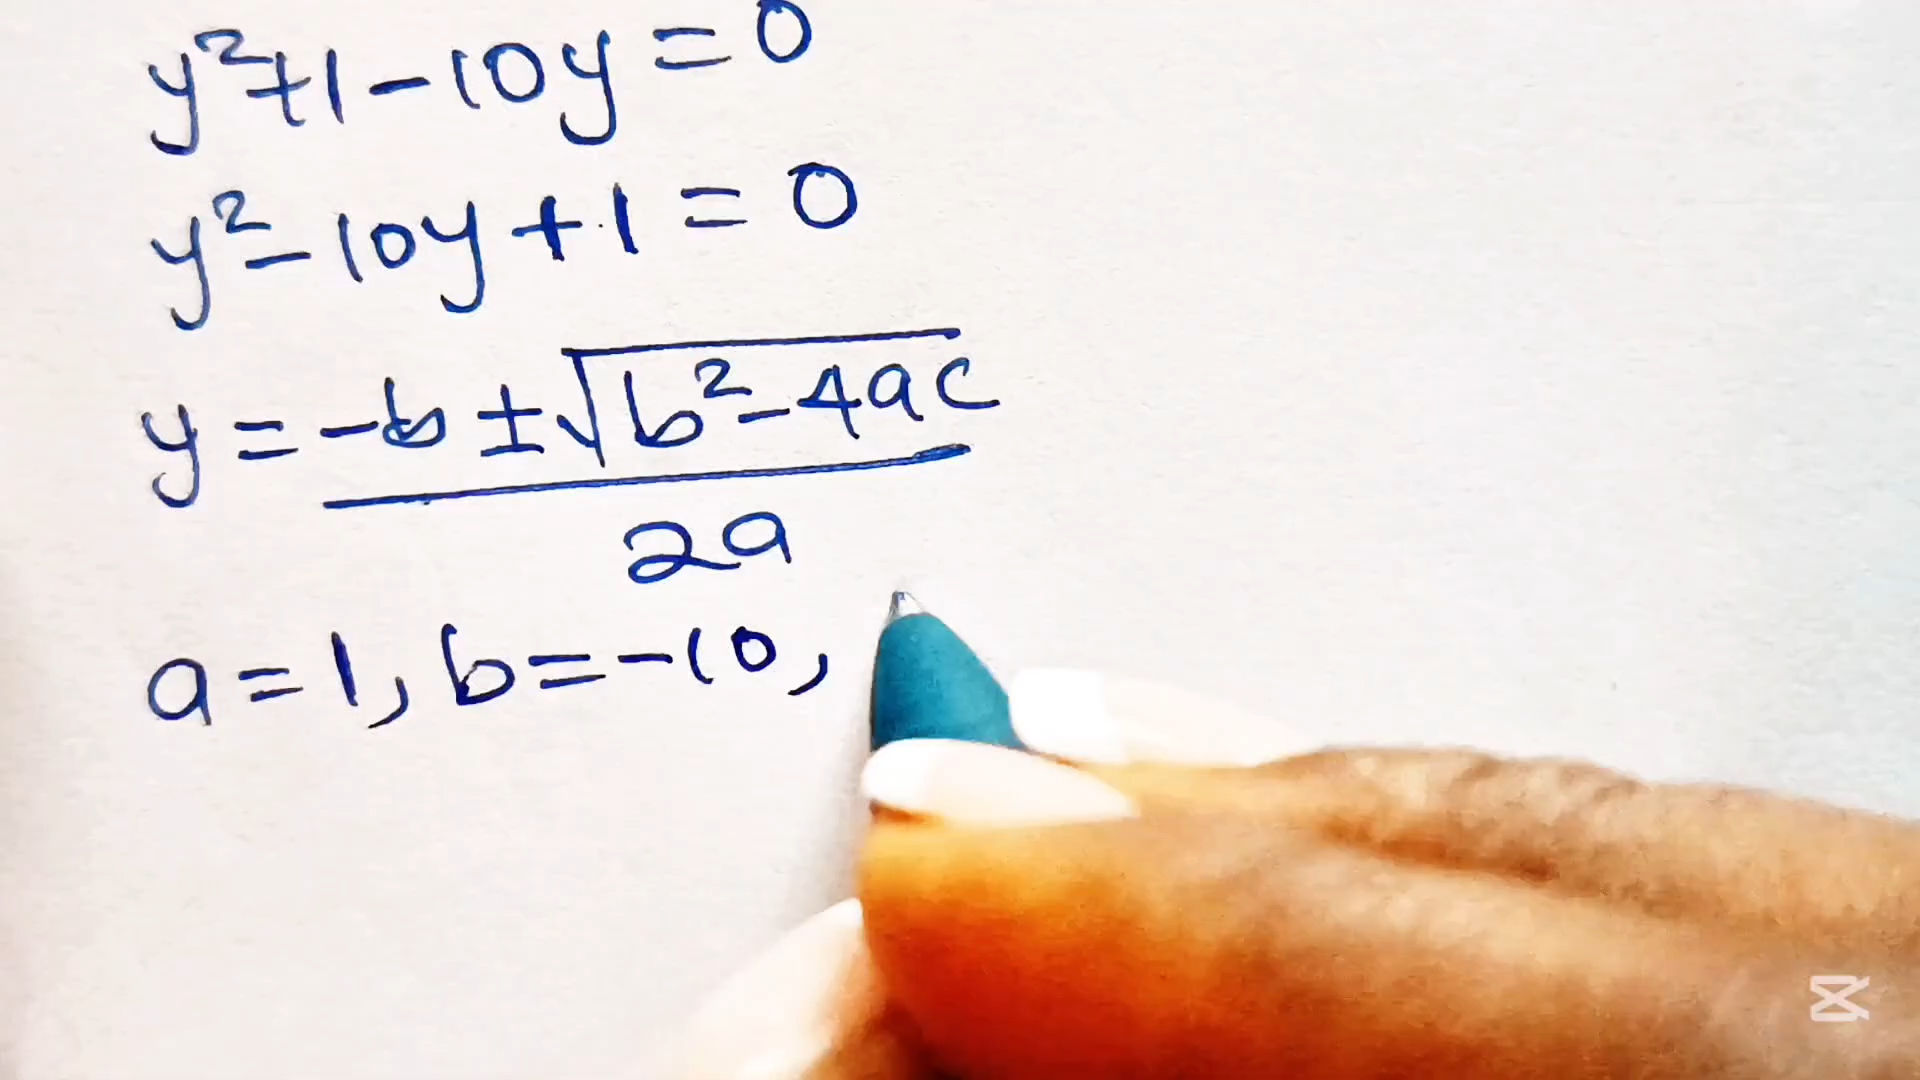 y²+1-10y=0
y²-10y+1=0
y=-b±√b²-4ac
2a
a=1, b=-10,